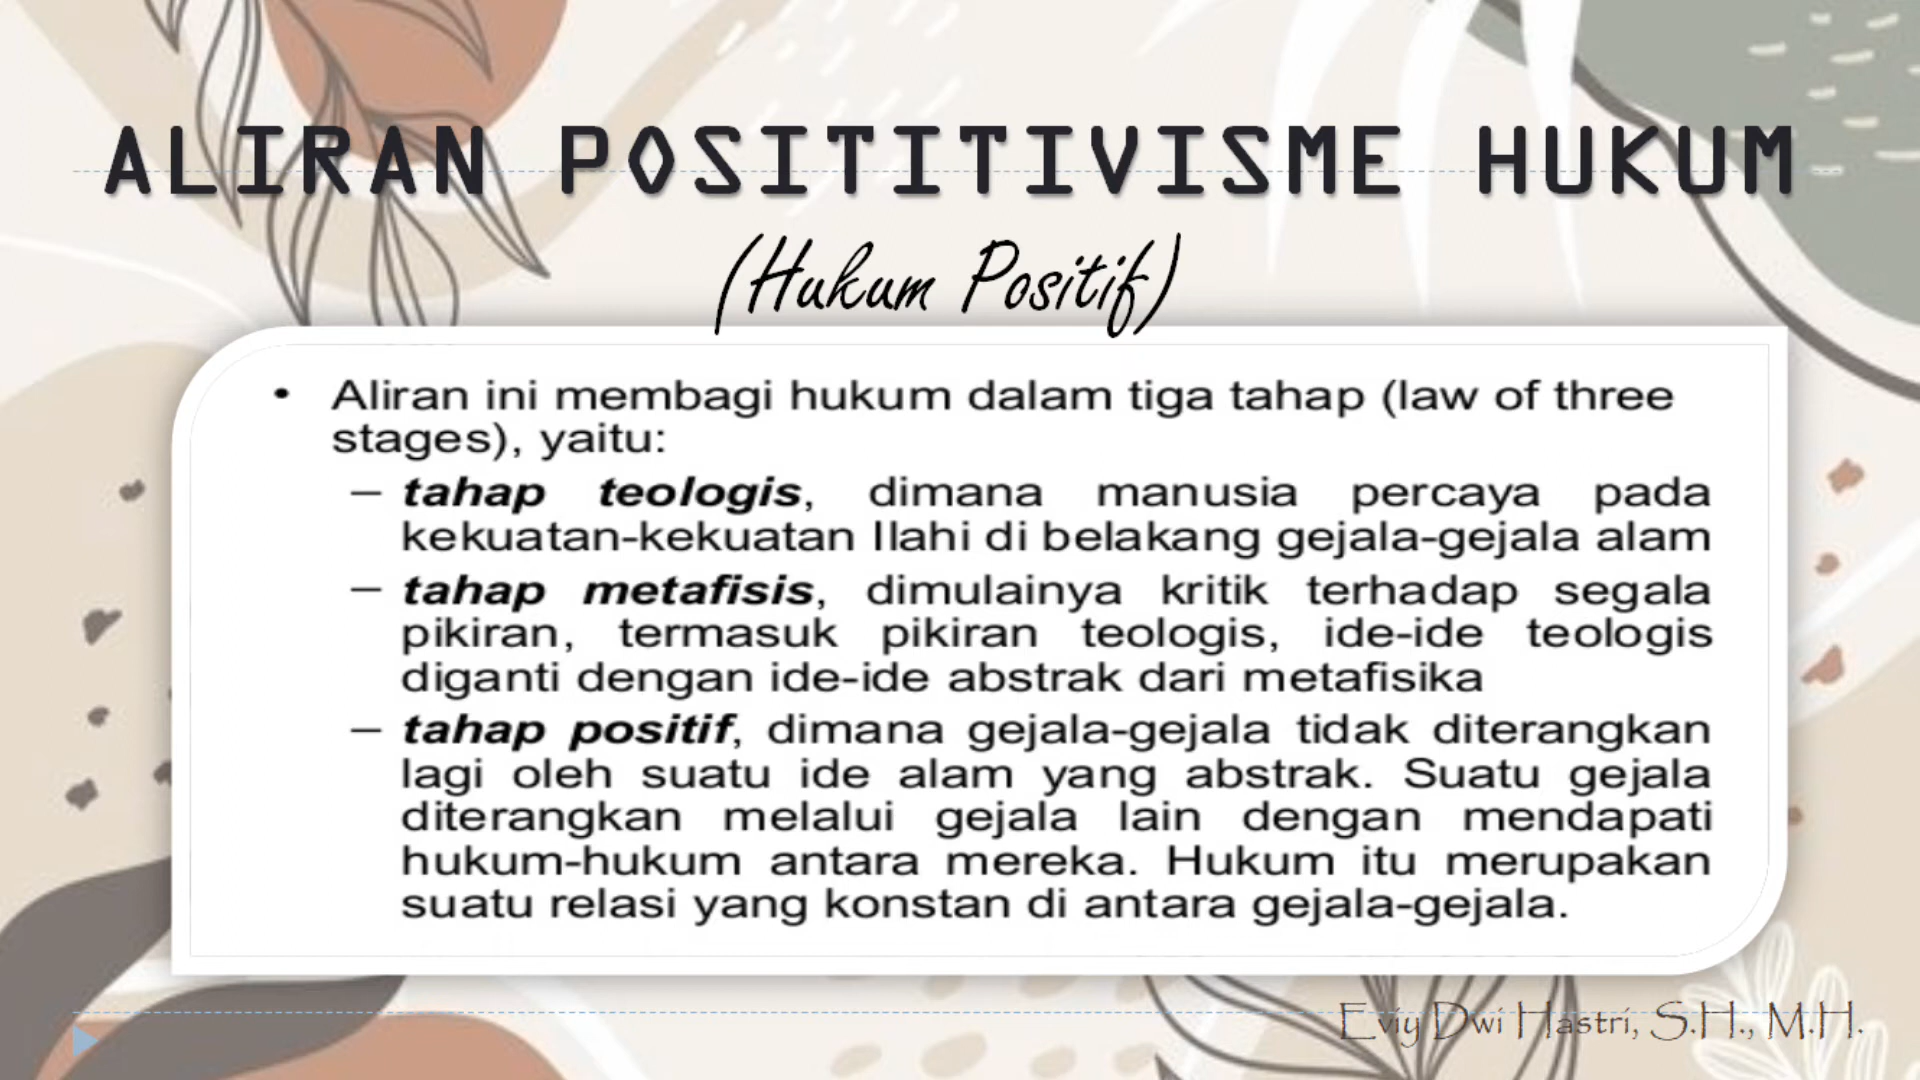 ALIRAN POSITITIVISME HUKUM
(Hukum Positif)
• Aliran ini membagi hukum dalam tiga tahap (law of three
stages), yaitu:
– tahap teologis, dimana manusia percaya pada
kekuatan-kekuatan Ilahi di belakang gejala-gejala alam
– tahap metafisis, dimulainya kritik terhadap segala
pikiran, termasuk pikiran teologis, ide-ide teologis
diganti dengan ide-ide abstrak dari metafisika
– tahap positif, dimana gejala-gejala tidak diterangkan
lagi oleh suatu ide alam yang abstrak. Suatu gejala
diterangkan melalui gejala lain dengan mendapati
hukum-hukum antara mereka. Hukum itu merupakan
suatu relasi yang konstan di antara gejala-gejala.
Eviy Dwi Hastri, S.H., M.H.